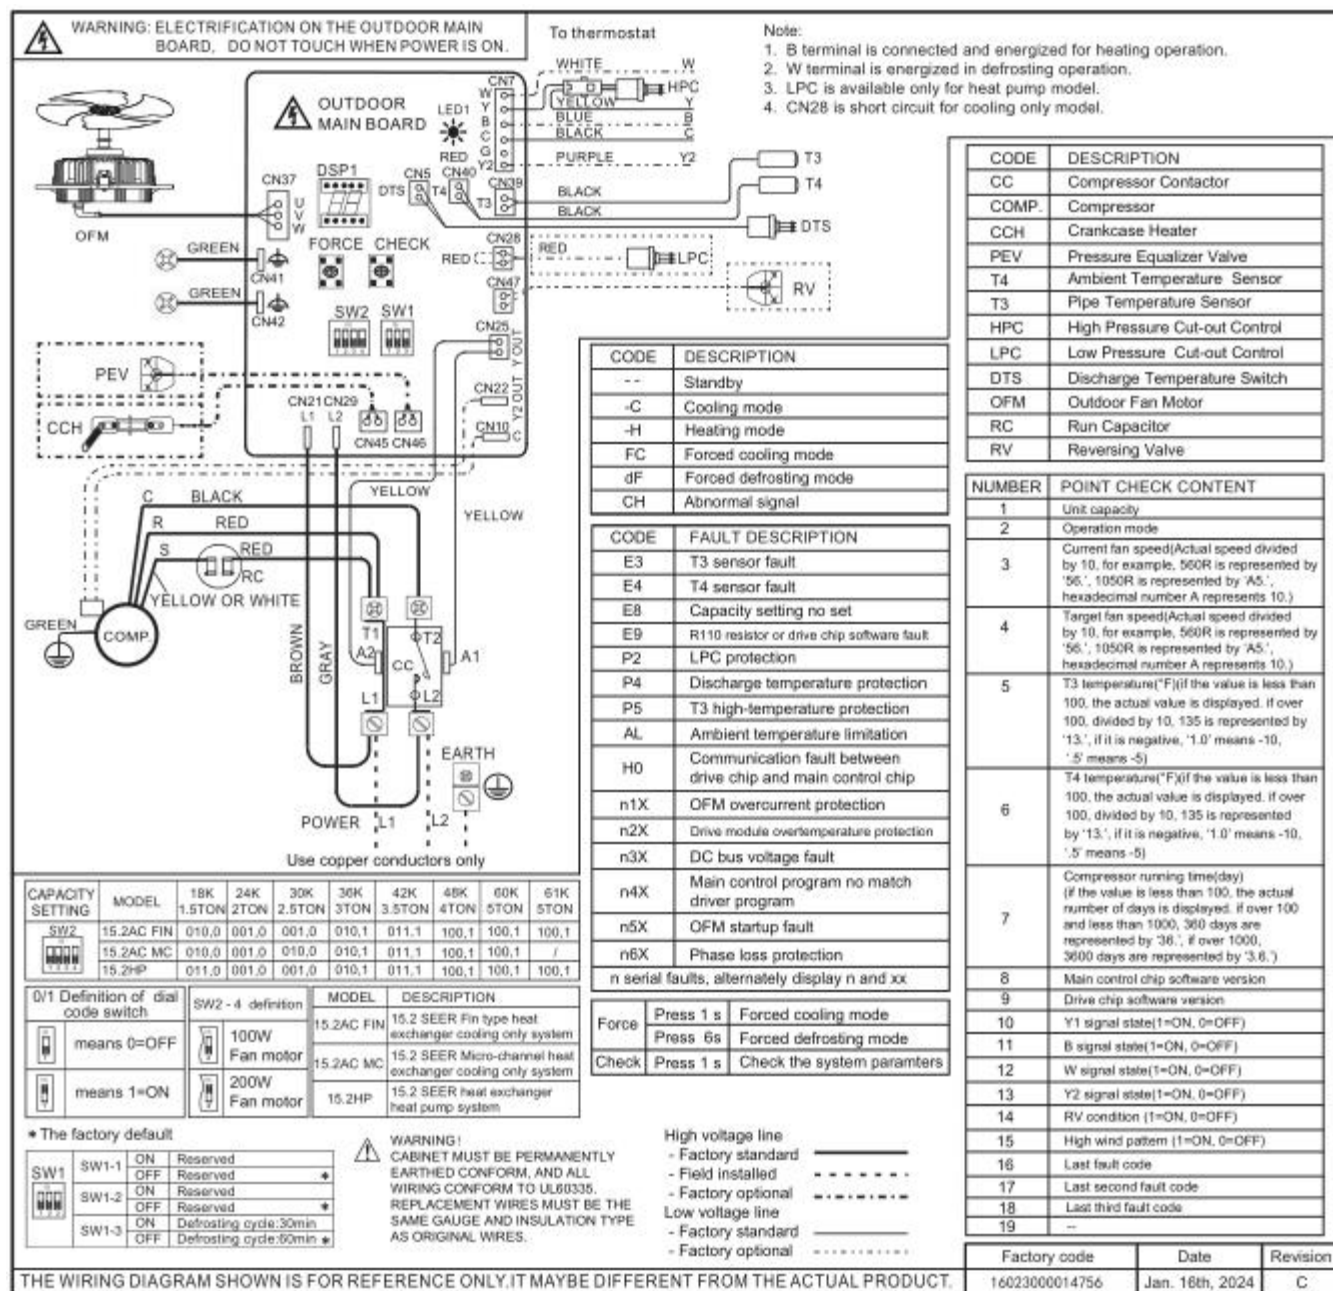 WARNING: ELECTRIFICATION ON THE OUTDOOR MAIN
BOARD, DO NOT TOUCH WHEN POWER IS ON.
To thermostat
Note:
1. B terminal is connected and energized for heating operation.
2. W terminal is energized in defrosting operation.
3. LPC is available only for heat pump model.
4. CN28 is short circuit for cooling only model.
OUTDOOR
MAIN BOARD
LED1
RED
CN7
W
Y
B
C
G
Y2
WHITE W
HPC
YELLOW Y
BLUE B
BLACK C
PURPLE Y2
OFM
CN37
U
V
W
DSP1
CN5
DTS
CN40
T4
CN39
T3
BLACK
BLACK
T3
T4
DTS
GREEN
CN41
GREEN
CN42
FORCE CHECK
CN28
RED
RED
LPC
CN47
RV
SW2 SW1
CN25
Y OUT
PEV
CCH
CN21 CN29
L1 L2
CN45 CN46
CN22
Y2 OUT
CN10
C
YELLOW
YELLOW
C BLACK
R RED
S RED
RC
YELLOW OR WHITE
GREEN
COMP.
BROWN
GRAY
T1
T2
A2
A1
CC
L1
L2
EARTH
POWER L1 L2
Use copper conductors only
CODE DESCRIPTION
CC Compressor Contactor
COMP. Compressor
CCH Crankcase Heater
PEV Pressure Equalizer Valve
T4 Ambient Temperature Sensor
T3 Pipe Temperature Sensor
HPC High Pressure Cut-out Control
LPC Low Pressure Cut-out Control
DTS Discharge Temperature Switch
OFM Outdoor Fan Motor
RC Run Capacitor
RV Reversing Valve
CODE DESCRIPTION
-- Standby
-C Cooling mode
-H Heating mode
FC Forced cooling mode
dF Forced defrosting mode
CH Abnormal signal
CODE FAULT DESCRIPTION
E3 T3 sensor fault
E4 T4 sensor fault
E8 Capacity setting no set
E9 R110 resistor or drive chip software fault
P2 LPC protection
P4 Discharge temperature protection
P5 T3 high-temperature protection
AL Ambient temperature limitation
H0 Communication fault between
drive chip and main control chip
n1X OFM overcurrent protection
n2X Drive module overtemperature protection
n3X DC bus voltage fault
n4X Main control program no match
driver program
n5X OFM startup fault
n6X Phase loss protection
n serial faults, alternately display n and xx
Force Press 1 s Forced cooling mode
Press 6s Forced defrosting mode
Check Press 1 s Check the system paramters
NUMBER POINT CHECK CONTENT
1 Unit capacity
2 Operation mode
3 Current fan speed(Actual speed divided
by 10, for example, 560R is represented by
'56.', 1050R is represented by 'A5.',
hexadecimal number A represents 10.)
4 Target fan speed(Actual speed divided
by 10, for example, 560R is represented by
'56.', 1050R is represented by 'A5.',
hexadecimal number A represents 10.)
5 T3 temperature(°F)(if the value is less than
100, the actual value is displayed. if over
100, divided by 10, 135 is represented by
'13.', if it is negative, '1.0' means -10,
'.5' means -5)
6 T4 temperature(°F)(if the value is less than
100, the actual value is displayed. if over
100, divided by 10, 135 is represented
by '13.', if it is negative, '1.0' means -10,
'.5' means -5)
7 Compressor running time(day)
(if the value is less than 100, the actual
number of days is displayed. if over 100
and less than 1000, 360 days are
represented by '36.', if over 1000,
3600 days are represented by '3.6.')
8 Main control chip software version
9 Drive chip software version
10 Y1 signal state(1=ON, 0=OFF)
11 B signal state(1=ON, 0=OFF)
12 W signal state(1=ON, 0=OFF)
13 Y2 signal state(1=ON, 0=OFF)
14 RV condition (1=ON, 0=OFF)
15 High wind pattern (1=ON, 0=OFF)
16 Last fault code
17 Last second fault code
18 Last third fault code
19 --
CAPACITY SETTING MODEL 18K 1.5TON 24K 2TON 30K 2.5TON 36K 3TON 42K 3.5TON 48K 4TON 60K 5TON 61K 5TON
SW2 15.2AC FIN 010,0 001,0 001,0 010,1 011,1 100,1 100,1 100,1
15.2AC MC 010,0 001,0 010,0 010,1 011,1 100,1 100,1 /
15.2HP 011,0 001,0 001,0 010,1 011,1 100,1 100,1 100,1
0/1 Definition of dial
code switch
means 0=OFF
means 1=ON
SW2 - 4 definition
100W
Fan motor
200W
Fan motor
MODEL DESCRIPTION
15.2AC FIN 15.2 SEER Fin type heat
exchanger cooling only system
15.2AC MC 15.2 SEER Micro-channel heat
exchanger cooling only system
15.2HP 15.2 SEER heat exchanger
heat pump system
* The factory default
SW1
SW1-1 ON Reserved
OFF Reserved *
SW1-2 ON Reserved
OFF Reserved *
SW1-3 ON Defrosting cycle:30min
OFF Defrosting cycle:60min *
WARNING!
CABINET MUST BE PERMANENTLY
EARTHED CONFORM, AND ALL
WIRING CONFORM TO UL60335.
REPLACEMENT WIRES MUST BE THE
SAME GAUGE AND INSULATION TYPE
AS ORIGINAL WIRES.
High voltage line
- Factory standard
- Field installed
- Factory optional
Low voltage line
- Factory standard
- Factory optional
THE WIRING DIAGRAM SHOWN IS FOR REFERENCE ONLY.IT MAYBE DIFFERENT FROM THE ACTUAL PRODUCT.
Factory code Date Revision
16023000014756 Jan. 16th, 2024 C